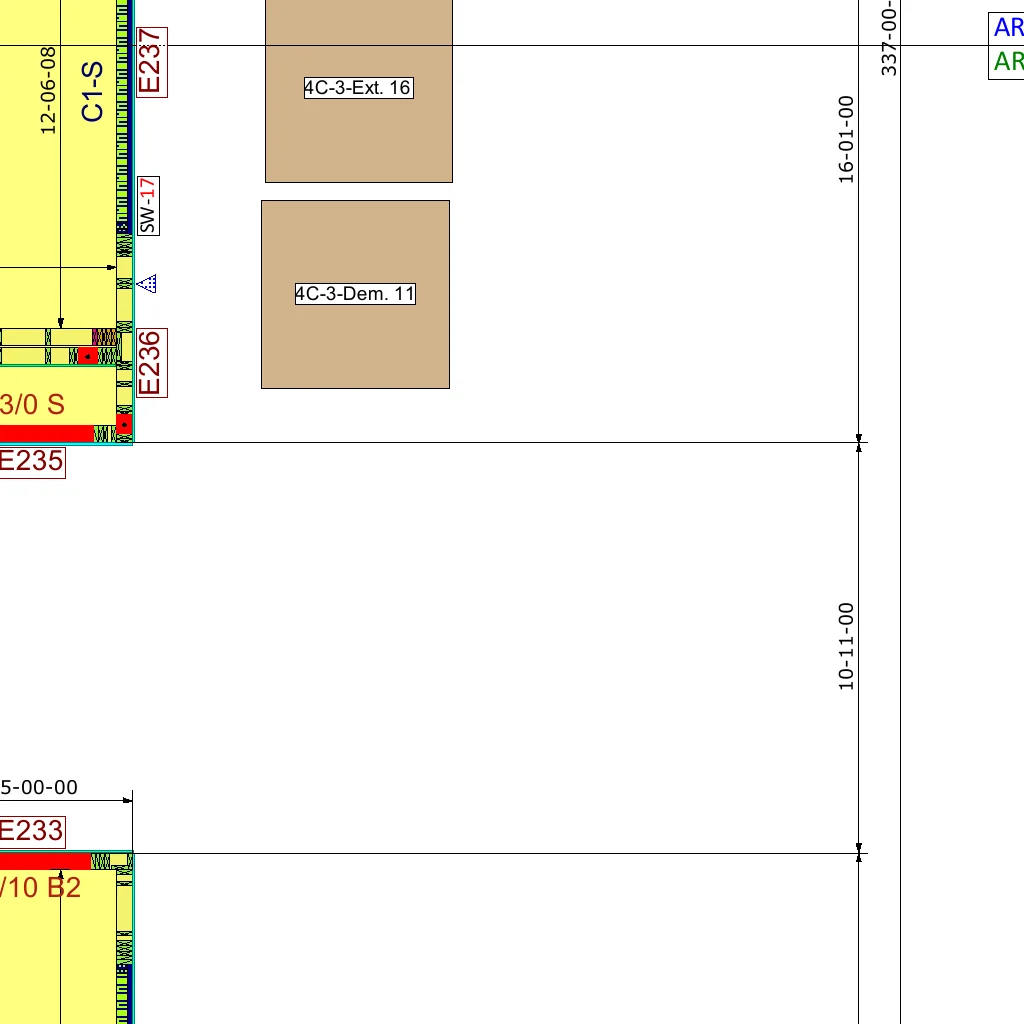 337-00-
AR
AR
E237
12-06-08
C1-S
4C-3-Ext. 16
16-01-00
SW-17
4C-3-Dem. 11
E236
3/0 S
E235
10-11-00
5-00-00
E233
/10 B2